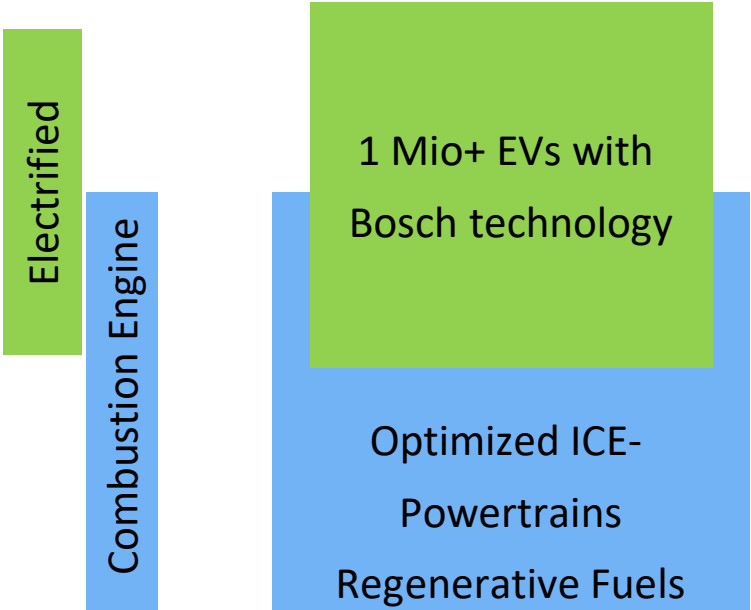 Electrified
Combustion Engine
1 Mio+ EVs with
Bosch technology
Optimized ICE-
Powertrains
Regenerative Fuels